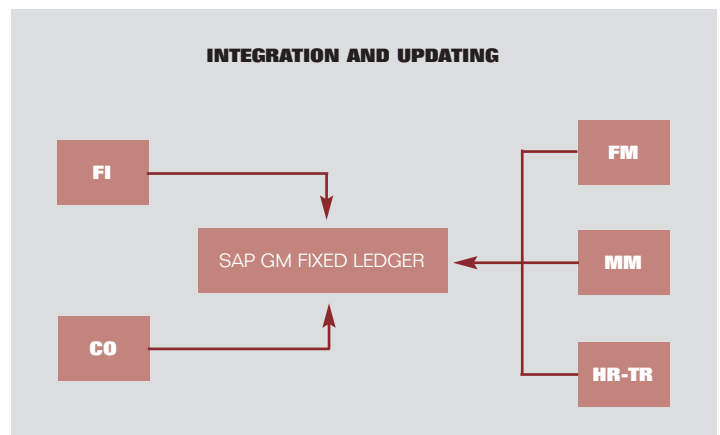 INTEGRATION AND UPDATING
FI
FM
SAP GM FIXED LEDGER
MM
CO
HR-TR